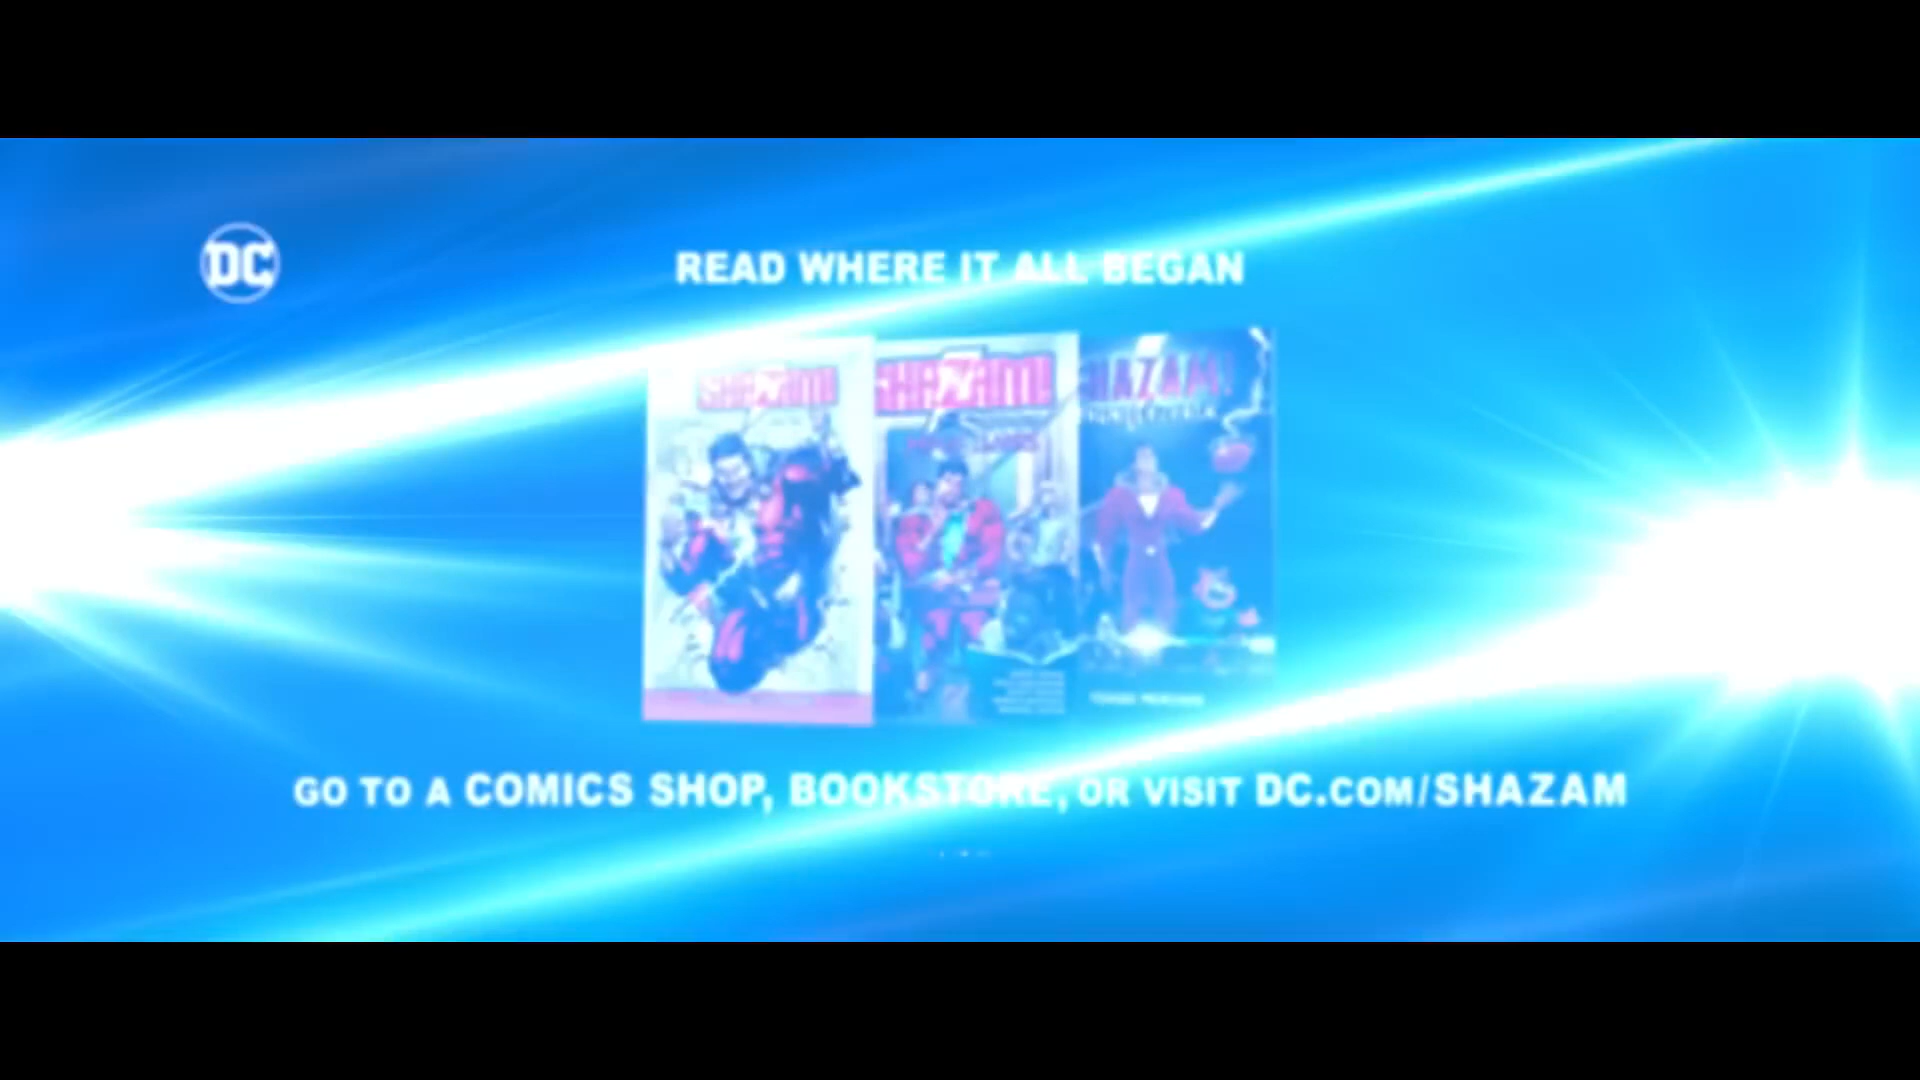 DC
READ WHERE IT ALL BEGAN
SHAZAM!
SHAZAM!
SHAZAM!
GO TO A COMICS SHOP, BOOKSTORE, OR VISIT DC.COM/SHAZAM